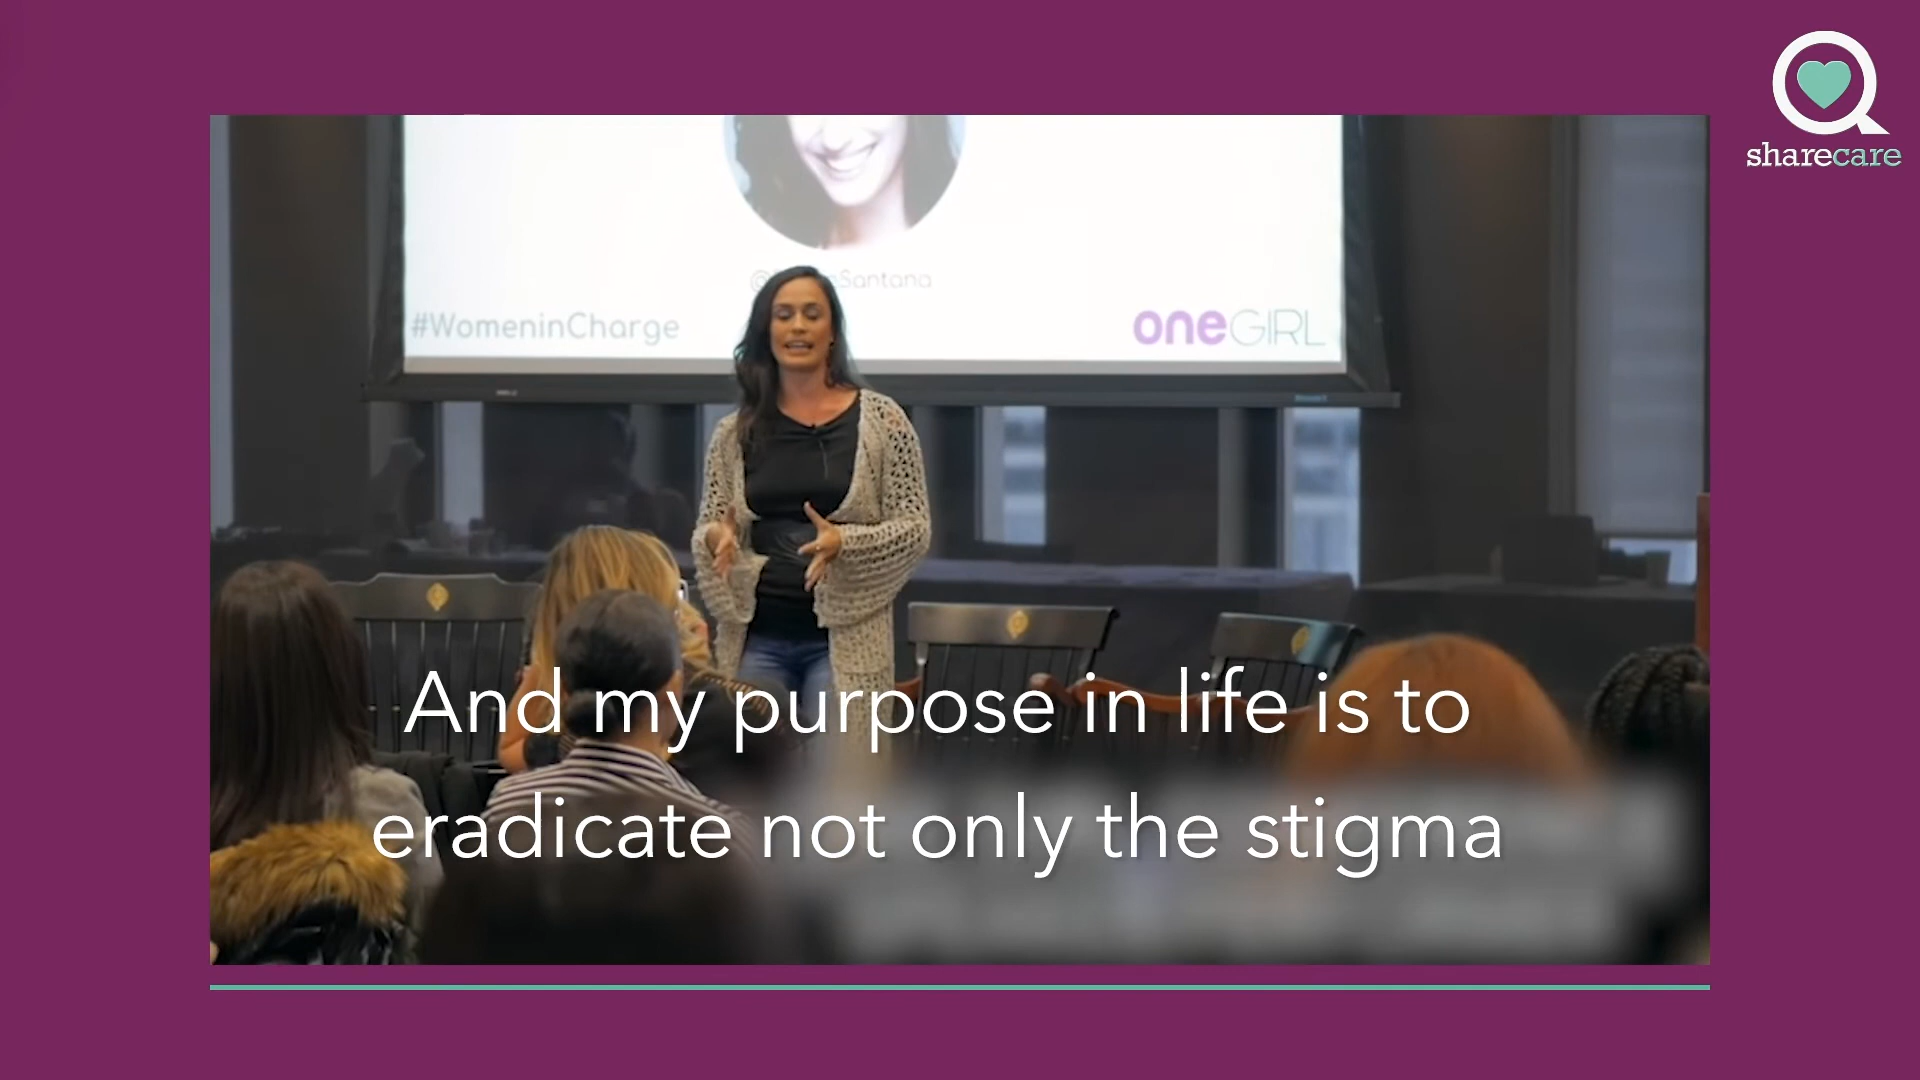 sharecare
#WomeninCharge
oneGIRL
And my purpose in life is to
eradicate not only the stigma